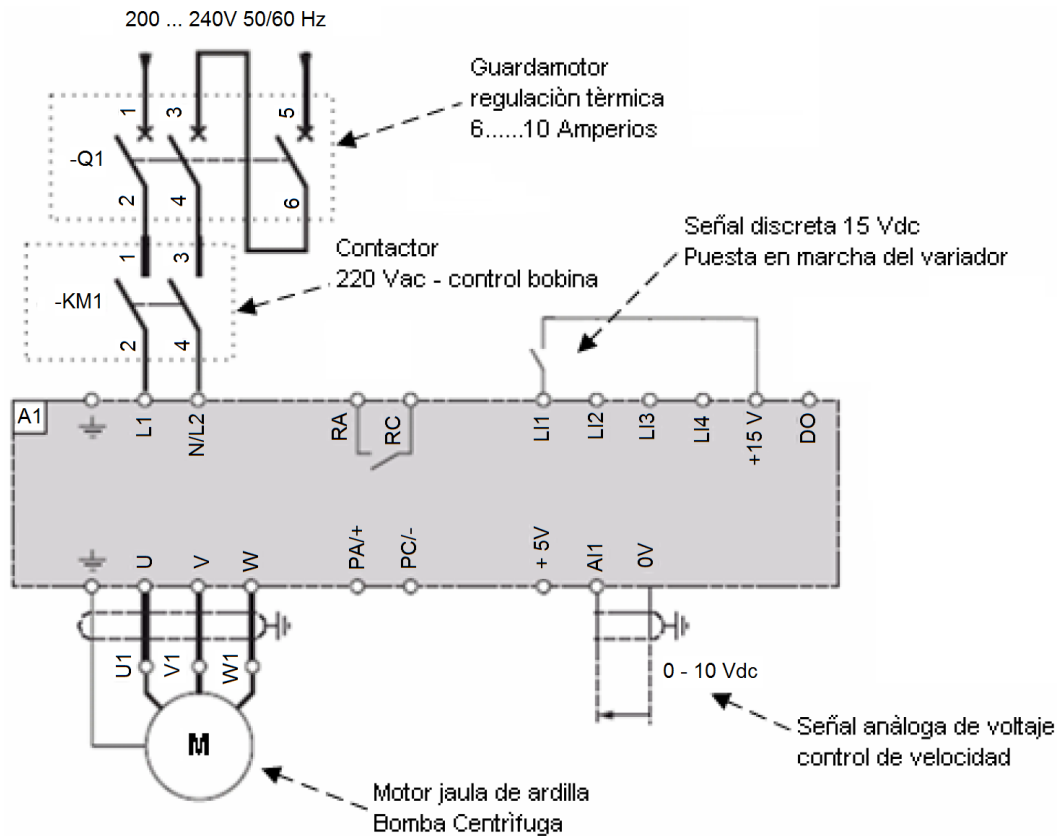 200 ... 240V 50/60 Hz
Guardamotor
regulaciòn tèrmica
6......10 Amperios
1
3
5
-Q1
2
4
6
Señal discreta 15 Vdc
Puesta en marcha del variador
Contactor
220 Vac - control bobina
1
3
-KM1
2
4
A1
L1
N/L2
RA
RC
LI1
LI2
LI3
LI4
+15 V
DO
U
V
W
PA/+
PC/-
+ 5V
AI1
0V
U1
V1
W1
0 - 10 Vdc
M
Señal anàloga de voltaje
control de velocidad
Motor jaula de ardilla
Bomba Centrìfuga